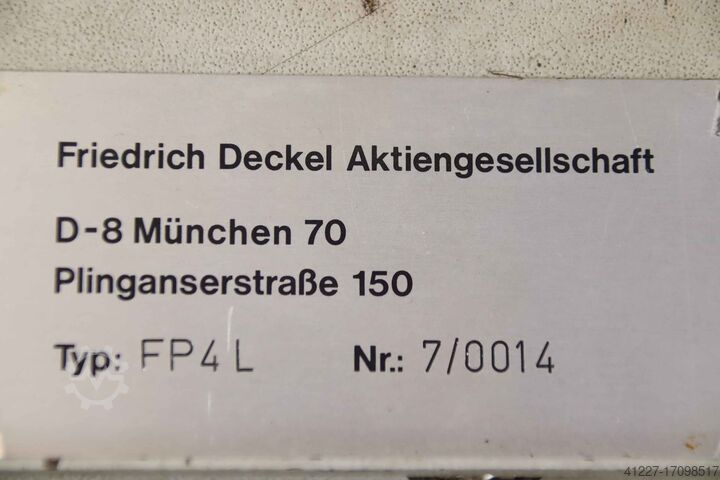 Friedrich Deckel Aktiengesellschaft
D-8 München 70
Plinganserstraße 150
Typ: FP4L Nr.: 7/0014
41227-17098517